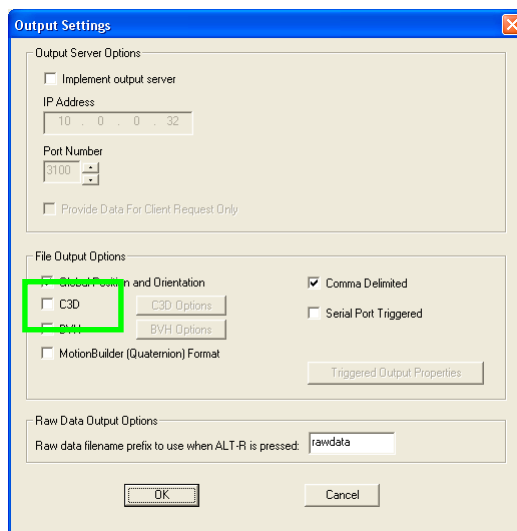 Output Settings
Output Server Options
Implement output server
IP Address
10 . 0 . 0 . 32
Port Number
3100
Provide Data For Client Request Only
File Output Options
Global Position and Orientation
Comma Delimited
C3D
C3D Options
Serial Port Triggered
BVH
BVH Options
MotionBuilder (Quaternion) Format
Triggered Output Properties
Raw Data Output Options
Raw data filename prefix to use when ALT-R is pressed: rawdata
OK
Cancel